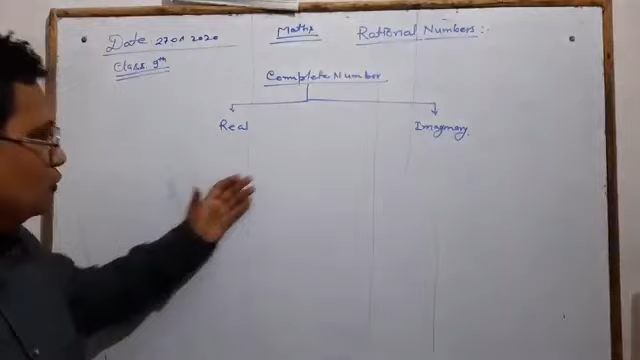 Maths
Rational Numbers:-
Date 27.01.2020
Class 9th
Complete Number
Real
Imaginary